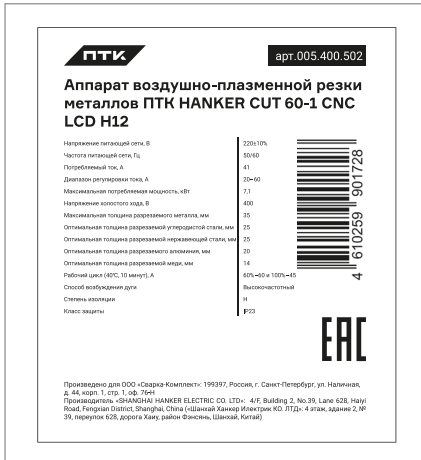 ПТК
арт.005.400.502
Аппарат воздушно-плазменной резки
металлов ПТК HANKER CUT 60-1 CNC
LCD H12
Напряжение питающей сети, В 220±10%
Частота питающей сети, Гц 50/60
Потребляемый ток, А 41
Диапазон регулировки тока, А 20–60
Максимальная потребляемая мощность, кВт 7,1
Напряжение холостого хода, В 400
Максимальная толщина разрезаемого металла, мм 35
Оптимальная толщина разрезаемой углеродистой стали, мм 25
Оптимальная толщина разрезаемой нержавеющей стали, мм 25
Оптимальная толщина разрезаемого алюминия, мм 20
Оптимальная толщина разрезаемой меди, мм 14
Рабочий цикл (40°С, 10 минут), А 60%–60 и 100%–45
Способ возбуждения дуги Высокочастотный
Степень изоляции H
Класс защиты IP23
4 610259 901728
EAC
Произведено для ООО «Сварка-Комплект»: 199397, Россия, г. Санкт-Петербург, ул. Наличная,
д. 44, корп. 1, стр. 1, оф. 76-Н
Производитель «SHANGHAI HANKER ELECTRIC CO. LTD»: 4/F, Building 2, No.39, Lane 628, Haiyi
Road, Fengxian District, Shanghai, China («Шанхай Ханкер Илектрик КО. ЛТД»: 4 этаж, здание 2, №
39, переулок 628, дорога Хаиу, район Фэнсянь, Шанхай, Китай)